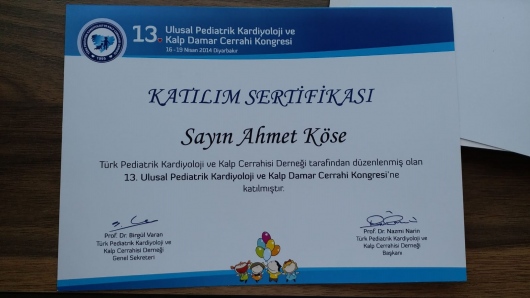 13. Ulusal Pediatrik Kardiyoloji ve
Kalp Damar Cerrahi Kongresi
16 - 19 Nisan 2014 Diyarbakır
KATILIM SERTİFİKASI
Sayın Ahmet Köse
Türk Pediatrik Kardiyoloji ve Kalp Cerrahisi Derneği tarafından düzenlenmiş olan
13. Ulusal Pediatrik Kardiyoloji ve Kalp Damar Cerrahi Kongresi'ne
katılmıştır.
Prof. Dr. Birgül Varan
Türk Pediatrik Kardiyoloji ve
Kalp Cerrahisi Derneği
Genel Sekreteri
Prof. Dr. Nazmi Narin
Türk Pediatrik Kardiyoloji ve
Kalp Cerrahisi Derneği
Başkanı